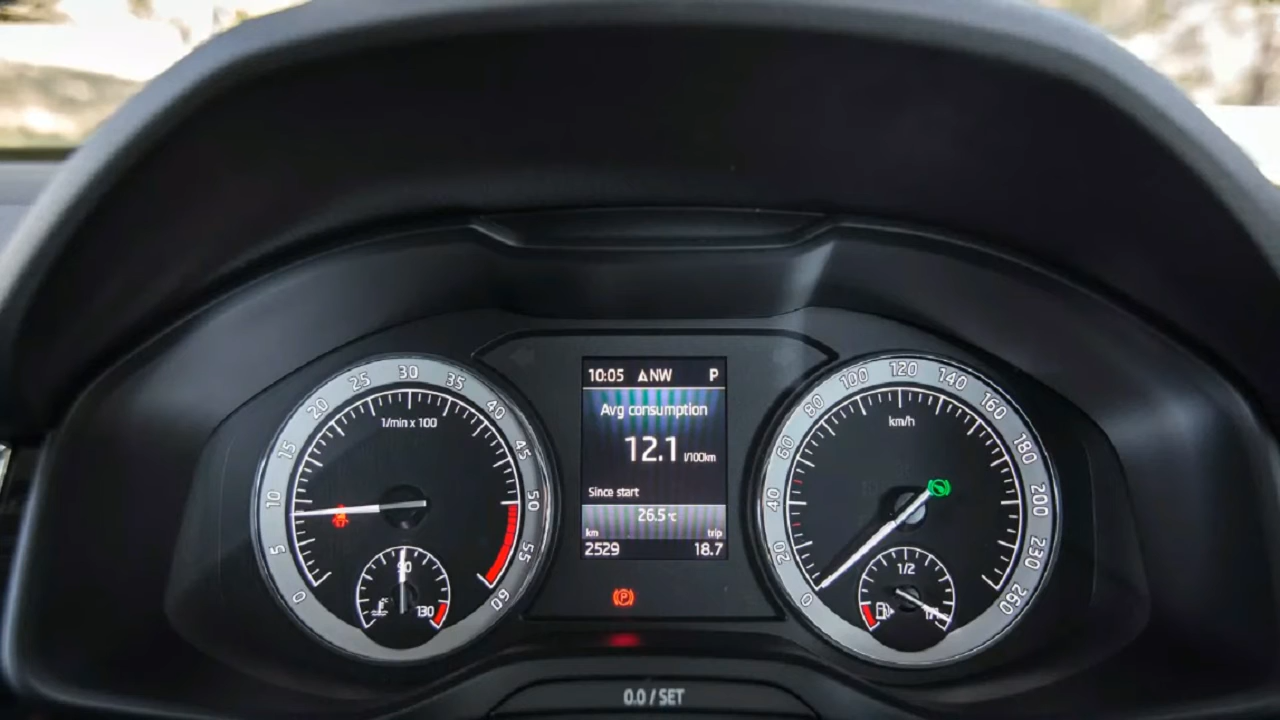 0 5 10 15 20 25 30 35 40 45 50 55 60
1/min x 100
90
°C
130
10:05 NW P
Avg consumption
12.1 l/100km
Since start
26.5 °c
km trip
2529 18.7
P
0 20 40 60 80 100 120 140 160 180 200 230 260
km/h
1/2
0.0 / SET